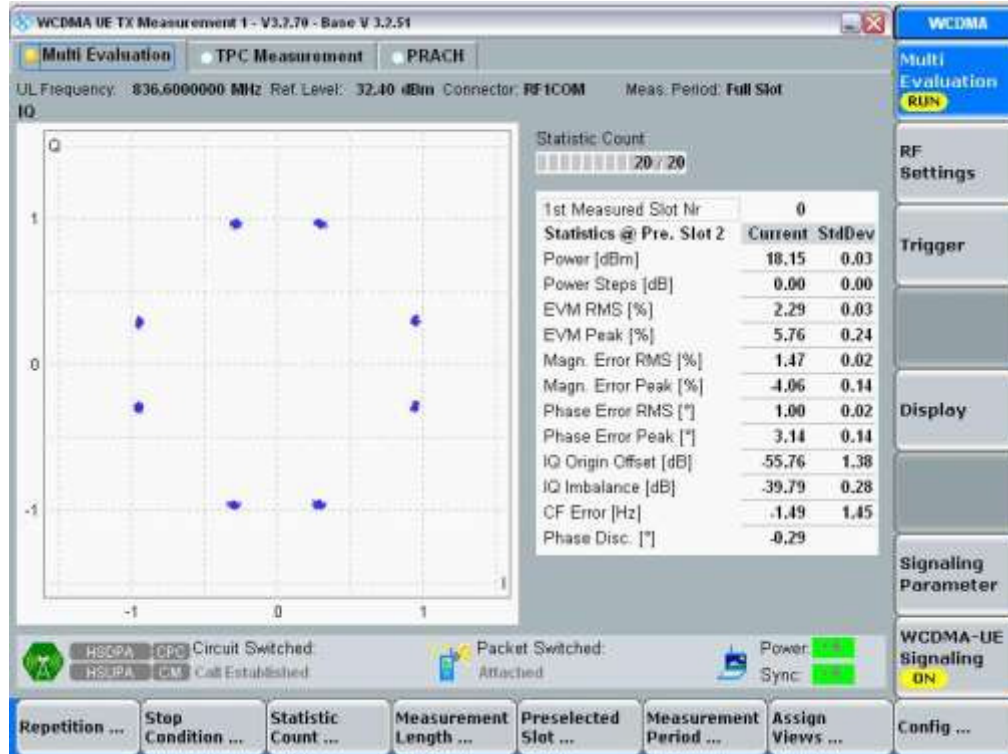 WCDMA UE TX Measurement 1 - V3.2.70 - Base V 3.2.51
WCDMA
Multi Evaluation
TPC Measurement
PRACH
UL Frequency: 836.6000000 MHz Ref. Level: 32.40 dBm Connector: RF1COM Meas. Period: Full Slot
IQ
Q
1
0
-1
I
-1 0 1
Statistic Count
20 / 20
1st Measured Slot Nr 0
Statistics @ Pre. Slot 2 Current StdDev
Power [dBm] 18.15 0.03
Power Steps [dB] 0.00 0.00
EVM RMS [%] 2.29 0.03
EVM Peak [%] 5.76 0.24
Magn. Error RMS [%] 1.47 0.02
Magn. Error Peak [%] -4.06 0.14
Phase Error RMS [°] 1.00 0.02
Phase Error Peak [°] 3.14 0.14
IQ Origin Offset [dB] -55.76 1.38
IQ Imbalance [dB] -39.79 0.28
CF Error [Hz] -1.49 1.45
Phase Disc. [°] -0.29
Multi
Evaluation
RUN
RF
Settings
Trigger
Display
Signaling
Parameter
WCDMA-UE
Signaling
ON
HSDPA CPC Circuit Switched: Packet Switched: Power:
HSUPA CM Call Established Attached Sync:
Repetition ...
Stop
Condition ...
Statistic
Count ...
Measurement
Length ...
Preselected
Slot ...
Measurement
Period ...
Assign
Views ...
Config ...